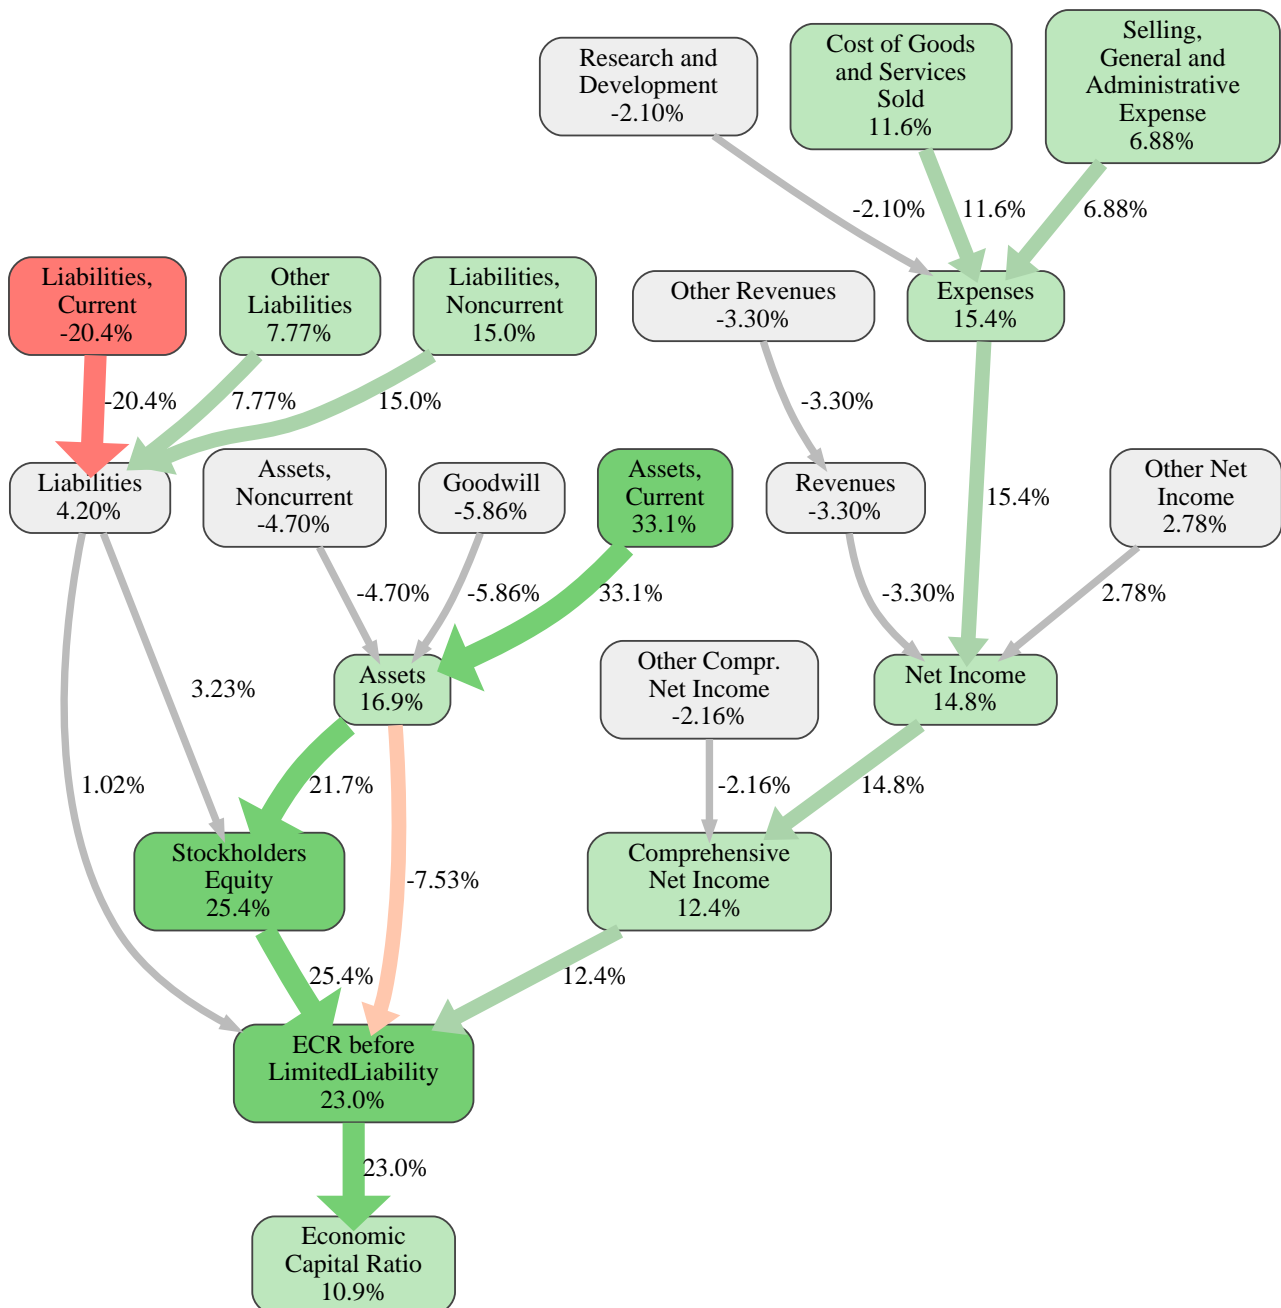 Research and
Development
-2.10%
Cost of Goods
and Services
Sold
11.6%
Selling,
General and
Administrative
Expense
6.88%
-2.10%
11.6%
6.88%
Liabilities,
Current
-20.4%
Other
Liabilities
7.77%
Liabilities,
Noncurrent
15.0%
Other Revenues
-3.30%
Expenses
15.4%
-20.4%
7.77%
15.0%
-3.30%
15.4%
Liabilities
4.20%
Assets,
Noncurrent
-4.70%
Goodwill
-5.86%
Assets,
Current
33.1%
Revenues
-3.30%
Other Net
Income
2.78%
-4.70%
-5.86%
33.1%
-3.30%
2.78%
3.23%
Assets
16.9%
Other Compr.
Net Income
-2.16%
Net Income
14.8%
1.02%
21.7%
-7.53%
-2.16%
14.8%
Stockholders
Equity
25.4%
Comprehensive
Net Income
12.4%
25.4%
12.4%
ECR before
LimitedLiability
23.0%
23.0%
Economic
Capital Ratio
10.9%